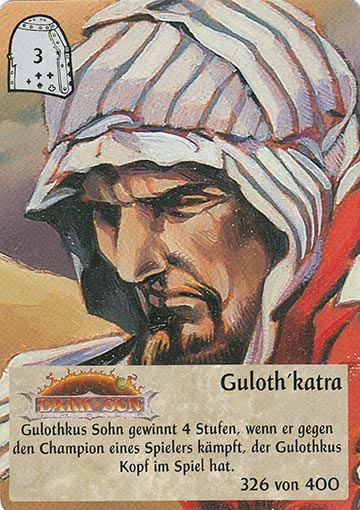 3
Guloth´katra
DARK SUN
Gulothkus Sohn gewinnt 4 Stufen, wenn er gegen
den Champion eines Spielers kämpft, der Gulothkus
Kopf im Spiel hat.
326 von 400